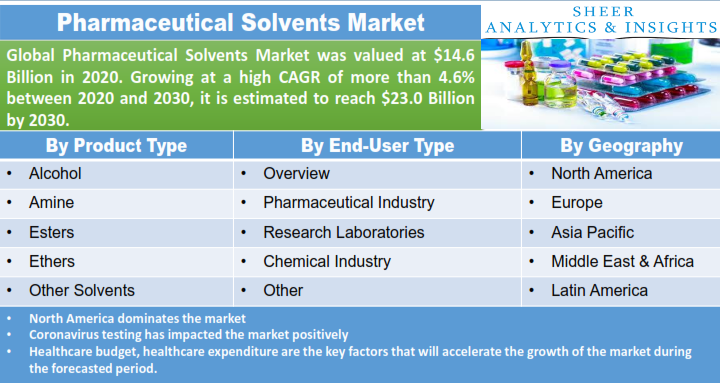 Pharmaceutical Solvents Market
SHEER
ANALYTICS & INSIGHTS
Global Pharmaceutical Solvents Market was valued at $14.6
Billion in 2020. Growing at a high CAGR of more than 4.6%
between 2020 and 2030, it is estimated to reach $23.0 Billion
by 2030.
By Product Type
By End-User Type
By Geography
• Alcohol
• Overview
• North America
• Amine
• Pharmaceutical Industry
• Europe
• Esters
• Research Laboratories
• Asia Pacific
• Ethers
• Chemical Industry
• Middle East & Africa
• Other Solvents
• Other
• Latin America
• North America dominates the market
• Coronavirus testing has impacted the market positively
• Healthcare budget, healthcare expenditure are the key factors that will accelerate the growth of the market during
the forecasted period.